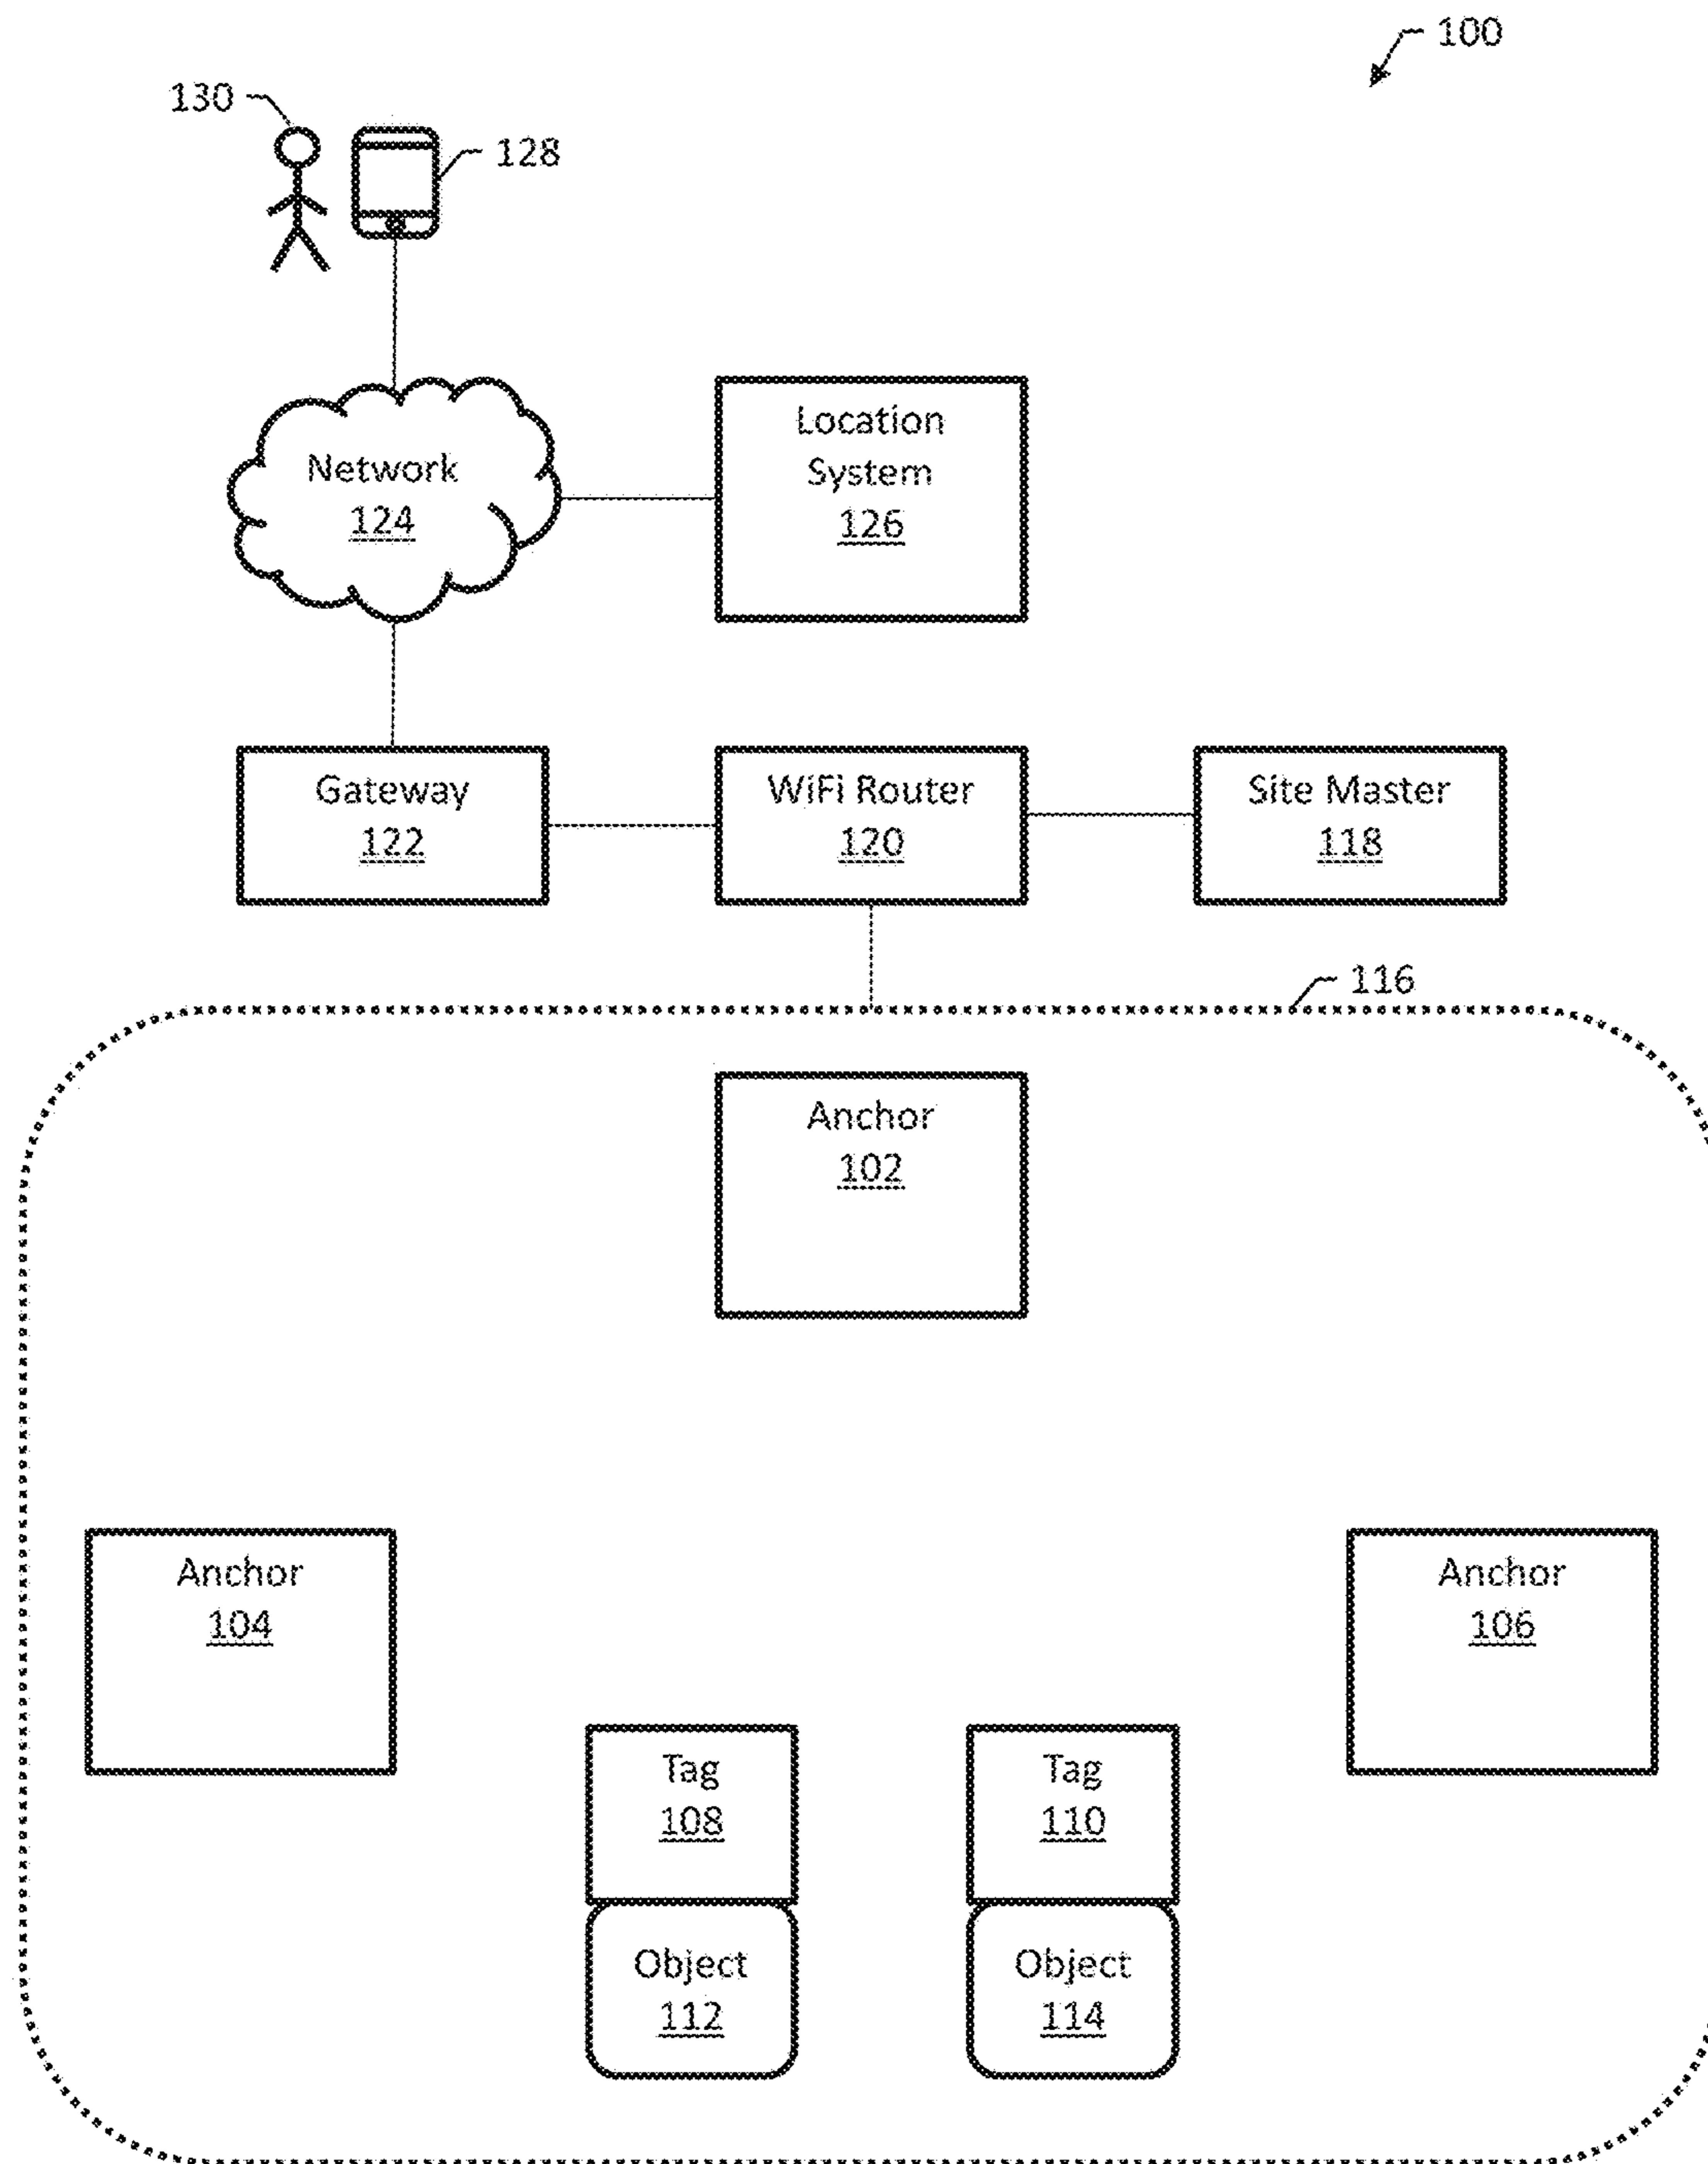 100
130
128
Network
124
Location
System
126
Gateway
122
WiFi Router
120
Site Master
118
116
Anchor
102
Anchor
104
Anchor
106
Tag
108
Tag
110
Object
112
Object
114